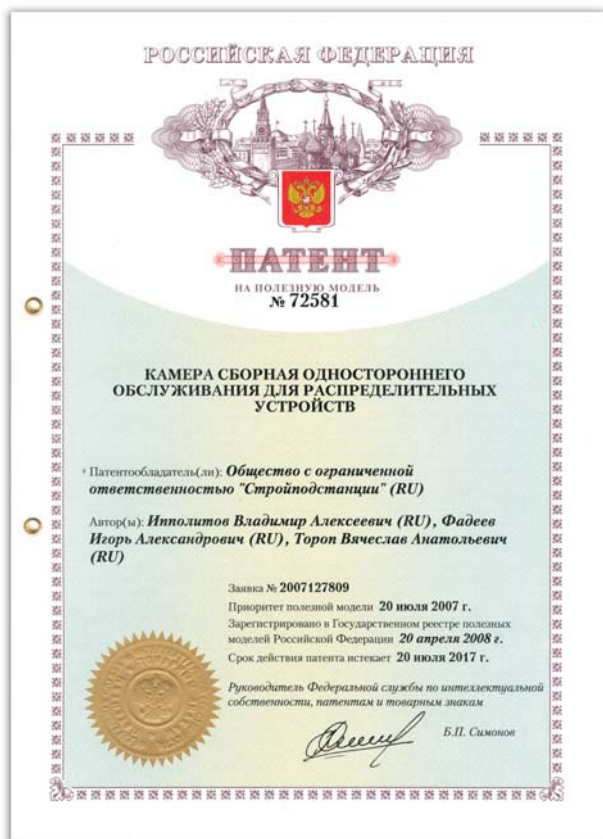 РОССИЙСКАЯ ФЕДЕРАЦИЯ
ПАТЕНТ
НА ПОЛЕЗНУЮ МОДЕЛЬ
№ 72581
КАМЕРА СБОРНАЯ ОДНОСТОРОННЕГО
ОБСЛУЖИВАНИЯ ДЛЯ РАСПРЕДЕЛИТЕЛЬНЫХ
УСТРОЙСТВ
Патентообладатель(ли): Общество с ограниченной
ответственностью "Стройподстанции" (RU)
Автор(ы): Ипполитов Владимир Алексеевич (RU), Фадеев
Игорь Александрович (RU), Тороп Вячеслав Анатольевич
(RU)
Заявка № 2007127809
Приоритет полезной модели 20 июля 2007 г.
Зарегистрировано в Государственном реестре полезных
моделей Российской Федерации 20 апреля 2008 г.
Срок действия патента истекает 20 июля 2017 г.
Руководитель Федеральной службы по интеллектуальной
собственности, патентам и товарным знакам
Б.П. Симонов